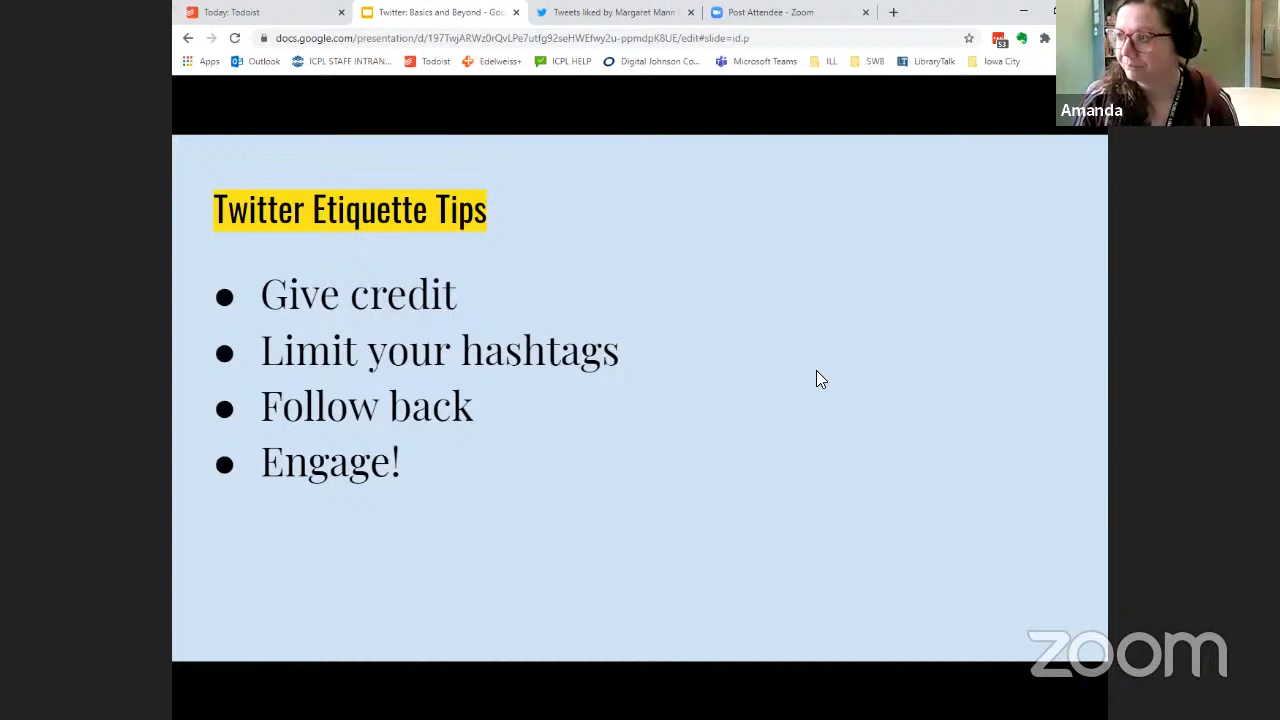 Today: Todoist
Twitter: Basics and Beyond - Goo
Tweets liked by Margaret Mann
Post Attendee - Zoom
docs.google.com/presentation/d/197TwjARWz0rQvLPe7utfg92seHWEfwy2u-ppmdpK8UE/edit#slide=id.p
53
Apps
Outlook
ICPL STAFF INTRAN...
Todoist
Edelweiss+
ICPL HELP
Digital Johnson Co...
Microsoft Teams
ILL
SWB
LibraryTalk
Iowa City
Amanda
Twitter Etiquette Tips
● Give credit
● Limit your hashtags
● Follow back
● Engage!
zoom